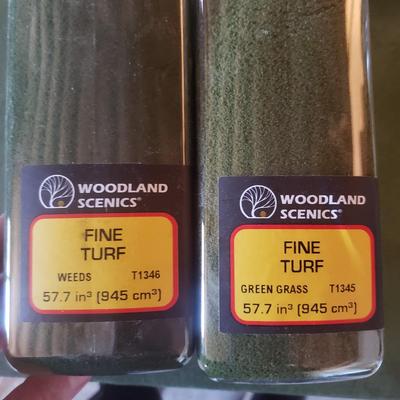 WOODLAND
SCENICS®
FINE
TURF
WEEDS T1346
57.7 in³ (945 cm³)
WOODLAND
SCENICS®
FINE
TURF
GREEN GRASS T1345
57.7 in³ (945 cm³)